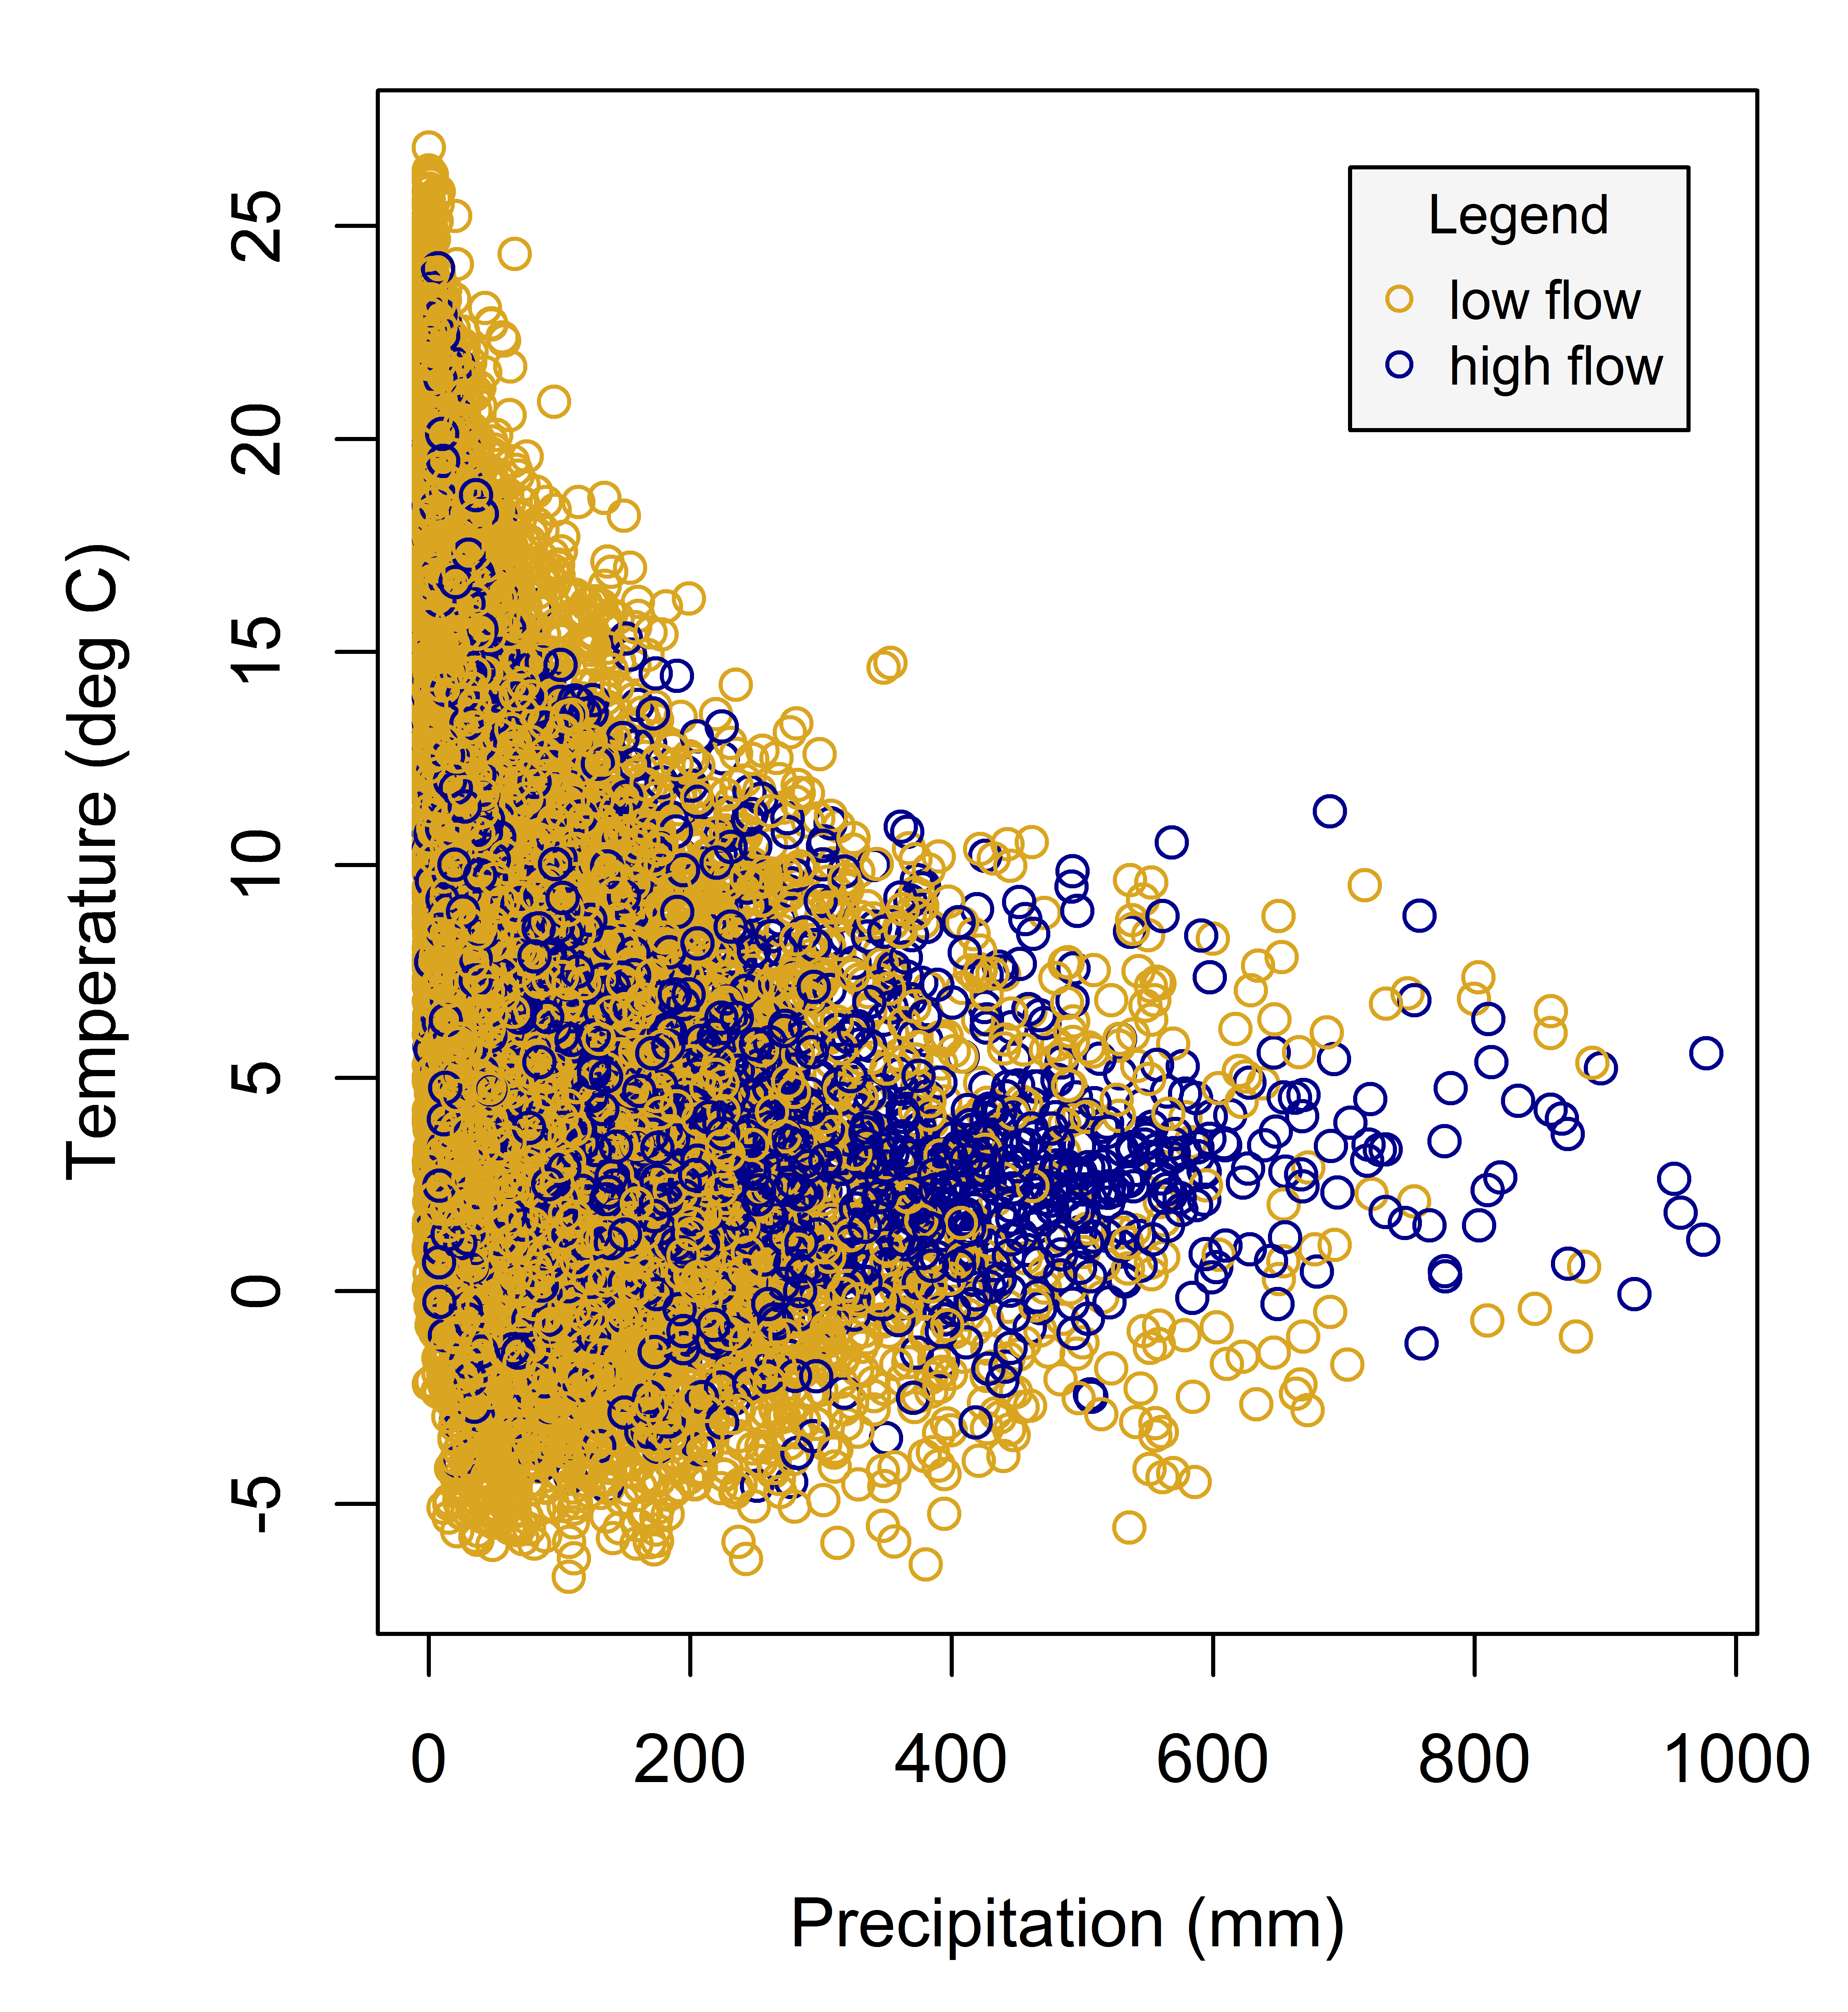 Legend
low flow
high flow
Temperature (deg C)
25
20
15
10
5
0
-5
0 200 400 600 800 1000
Precipitation (mm)